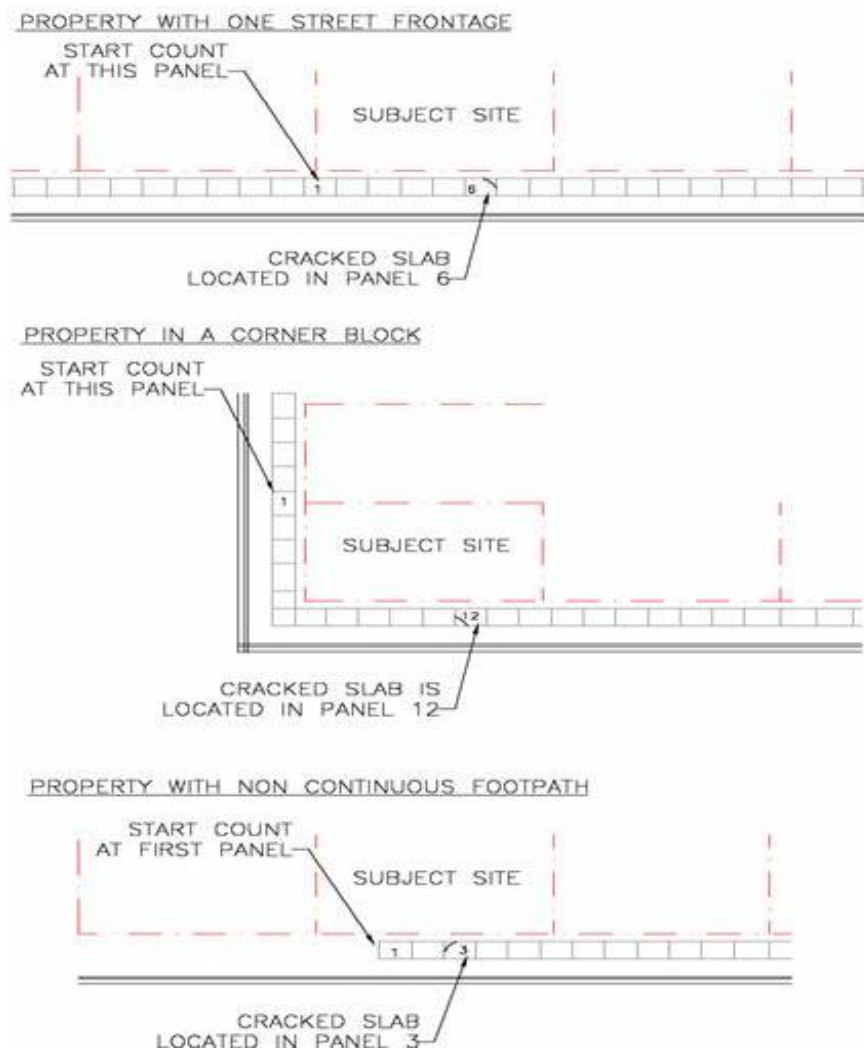 PROPERTY WITH ONE STREET FRONTAGE
START COUNT
AT THIS PANEL
SUBJECT SITE
1
6
CRACKED SLAB
LOCATED IN PANEL 6
PROPERTY IN A CORNER BLOCK
START COUNT
AT THIS PANEL
1
SUBJECT SITE
12
CRACKED SLAB IS
LOCATED IN PANEL 12
PROPERTY WITH NON CONTINUOUS FOOTPATH
START COUNT
AT FIRST PANEL
SUBJECT SITE
1
3
CRACKED SLAB
LOCATED IN PANEL 3